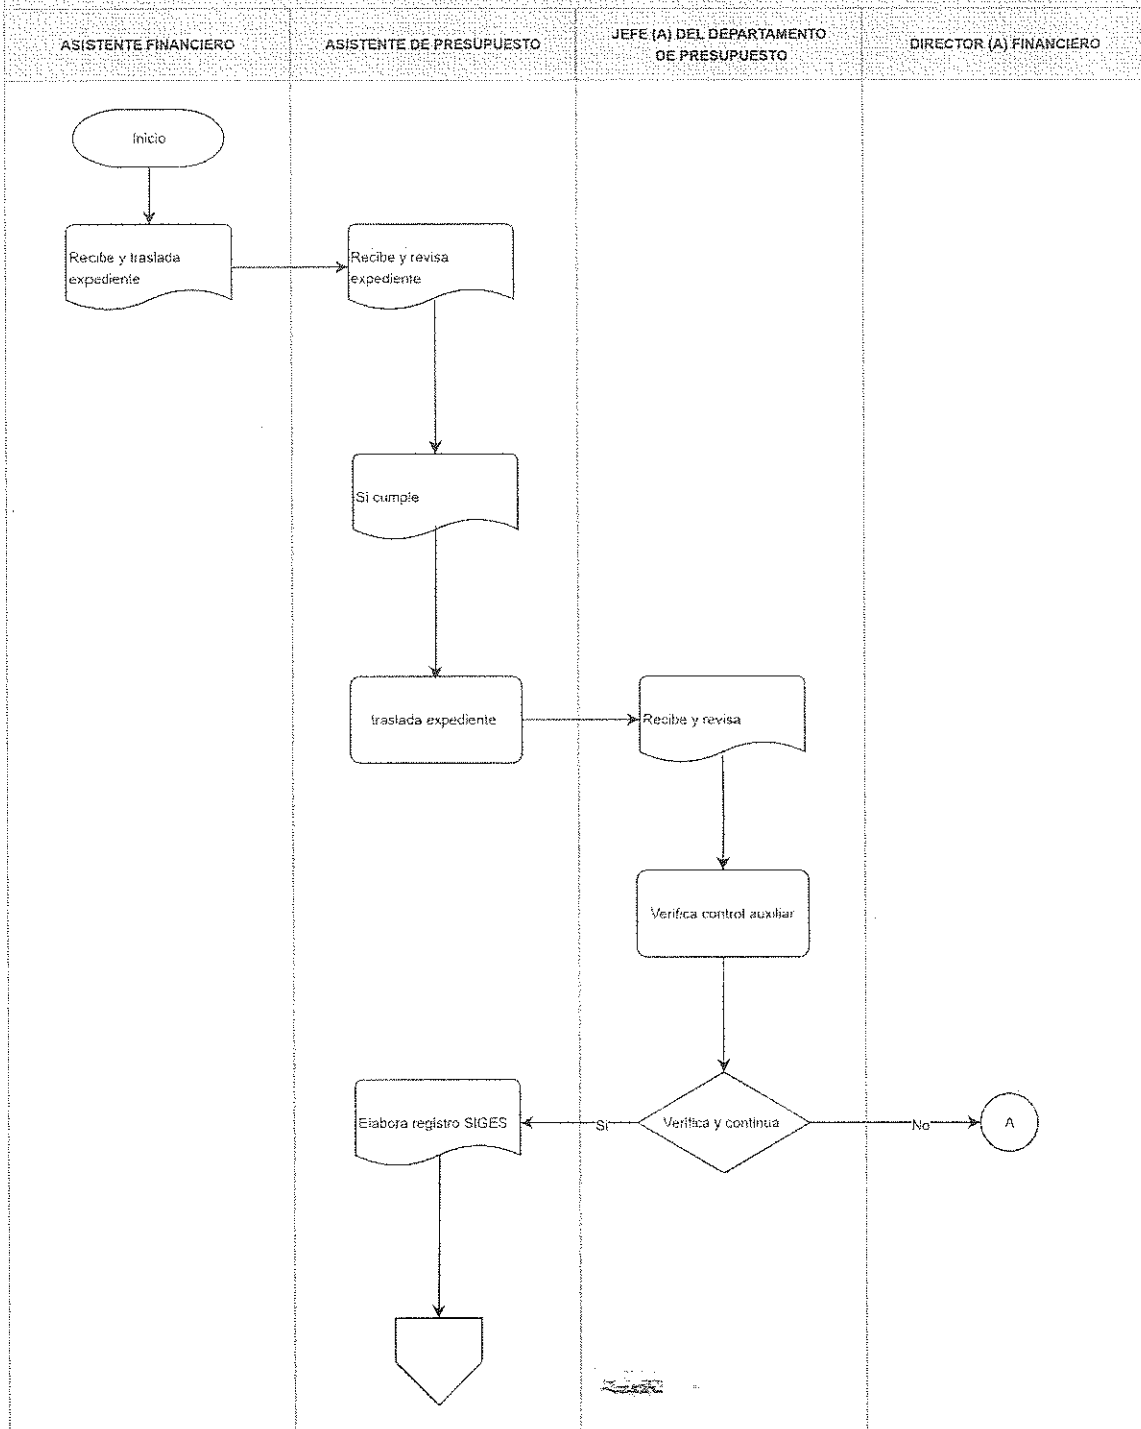 ASISTENTE FINANCIERO
ASISTENTE DE PRESUPUESTO
JEFE (A) DEL DEPARTAMENTO
DE PRESUPUESTO
DIRECTOR (A) FINANCIERO
Inicio
Recibe y traslada
expediente
Recibe y revisa
expediente
Si cumple
traslada expediente
Recibe y revisa
Verifica control auxiliar
Verifica y continua
Si
Elabora registro SIGES
No
A